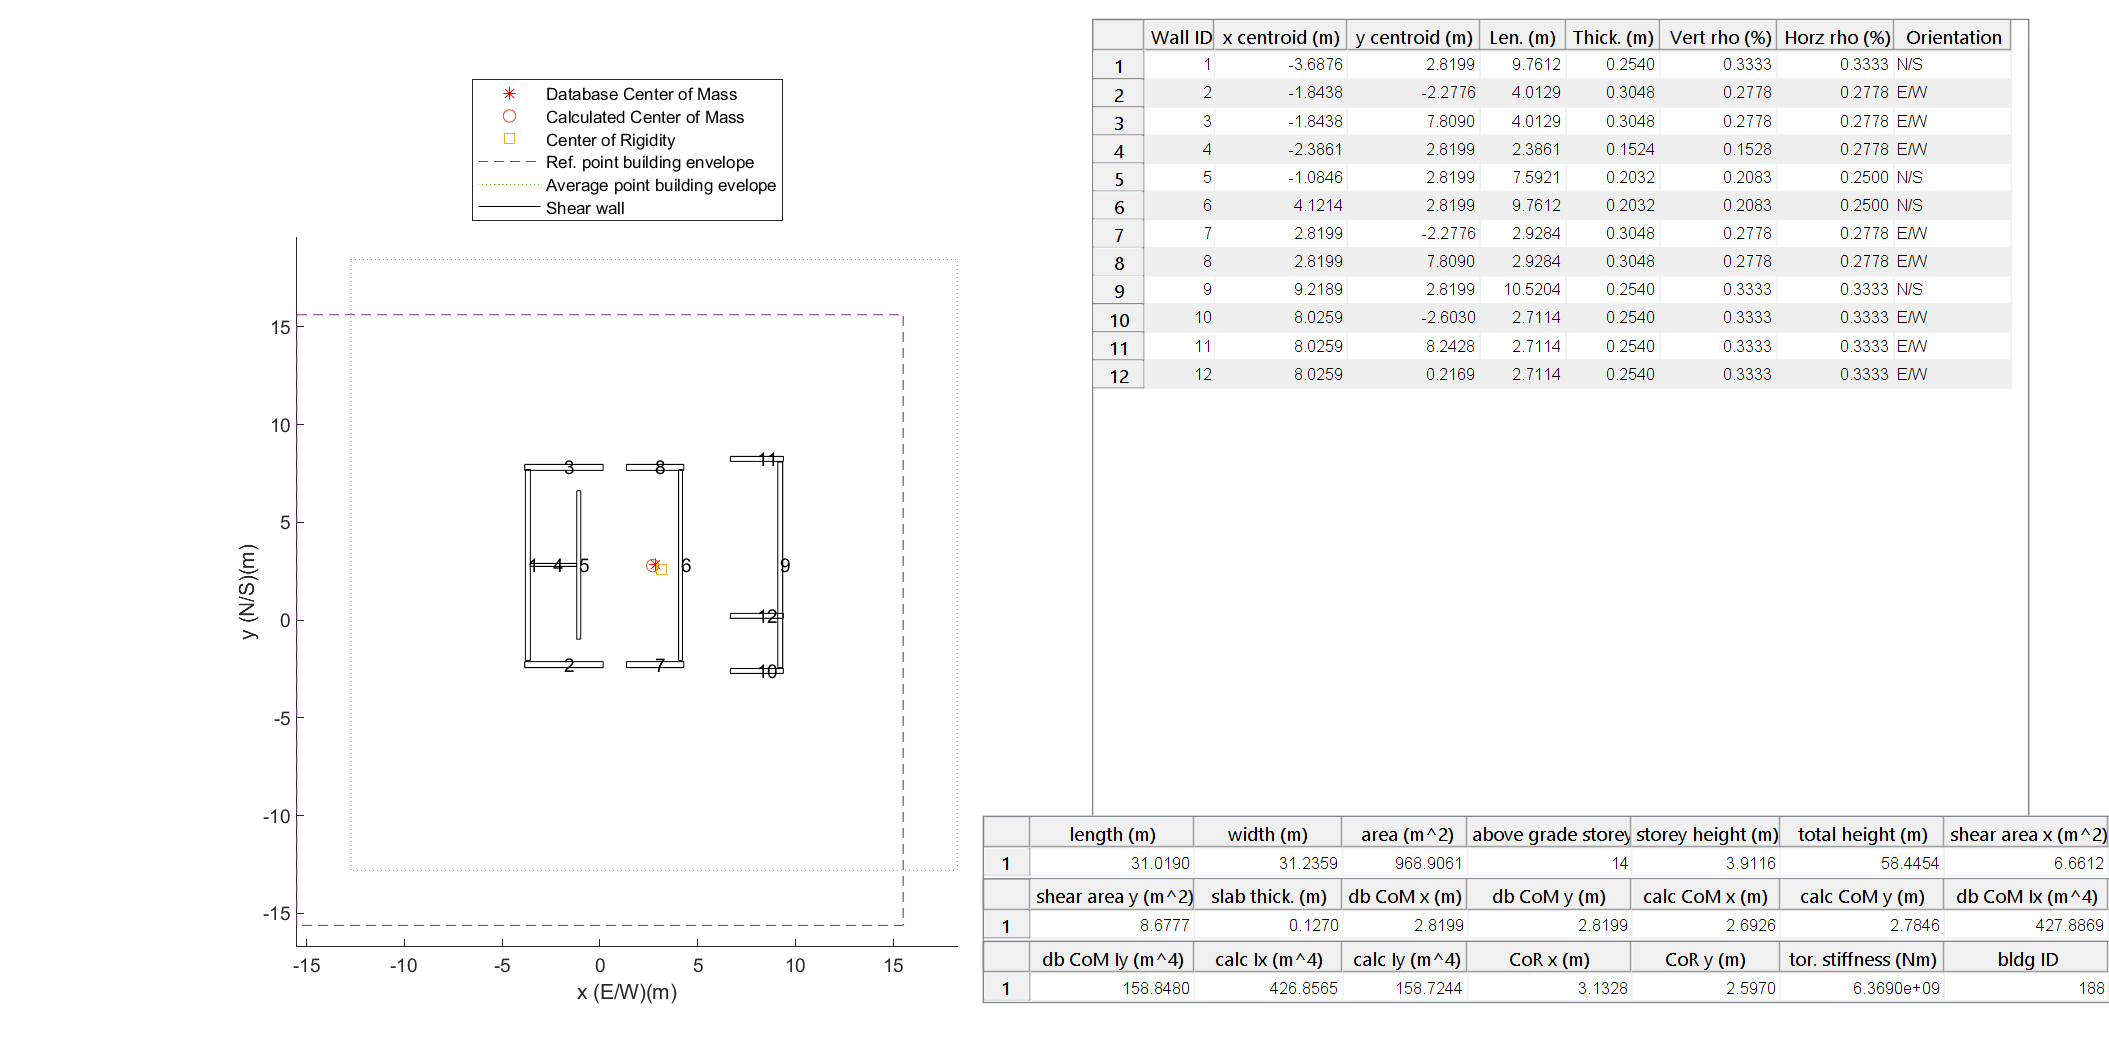 Database Center of Mass
Calculated Center of Mass
Center of Rigidity
Ref. point building envelope
Average point building evelope
Shear wall
15
10
5
0
-5
-10
-15
y (N/S)(m)
-15 -10 -5 0 5 10 15
x (E/W)(m)
3 8 11
1 4 5 6 9
12
2 7 10
Wall ID x centroid (m) y centroid (m) Len. (m) Thick. (m) Vert rho (%) Horz rho (%) Orientation
1 1 -3.6876 2.8199 9.7612 0.2540 0.3333 0.3333 N/S
2 2 -1.8438 -2.2776 4.0129 0.3048 0.2778 0.2778 E/W
3 3 -1.8438 7.8090 4.0129 0.3048 0.2778 0.2778 E/W
4 4 -2.3861 2.8199 2.3861 0.1524 0.1528 0.2778 E/W
5 5 -1.0846 2.8199 7.5921 0.2032 0.2083 0.2500 N/S
6 6 4.1214 2.8199 9.7612 0.2032 0.2083 0.2500 N/S
7 7 2.8199 -2.2776 2.9284 0.3048 0.2778 0.2778 E/W
8 8 2.8199 7.8090 2.9284 0.3048 0.2778 0.2778 E/W
9 9 9.2189 2.8199 10.5204 0.2540 0.3333 0.3333 N/S
10 10 8.0259 -2.6030 2.7114 0.2540 0.3333 0.3333 E/W
11 11 8.0259 8.2428 2.7114 0.2540 0.3333 0.3333 E/W
12 12 8.0259 0.2169 2.7114 0.2540 0.3333 0.3333 E/W
length (m) width (m) area (m^2) above grade storey storey height (m) total height (m) shear area x (m^2)
1 31.0190 31.2359 968.9061 14 3.9116 58.4454 6.6612
shear area y (m^2) slab thick. (m) db CoM x (m) db CoM y (m) calc CoM x (m) calc CoM y (m) db CoM Ix (m^4)
1 8.6777 0.1270 2.8199 2.8199 2.6926 2.7846 427.8869
db CoM Iy (m^4) calc Ix (m^4) calc Iy (m^4) CoR x (m) CoR y (m) tor. stiffness (Nm) bldg ID
1 158.8480 426.8565 158.7244 3.1328 2.5970 6.3690e+09 188